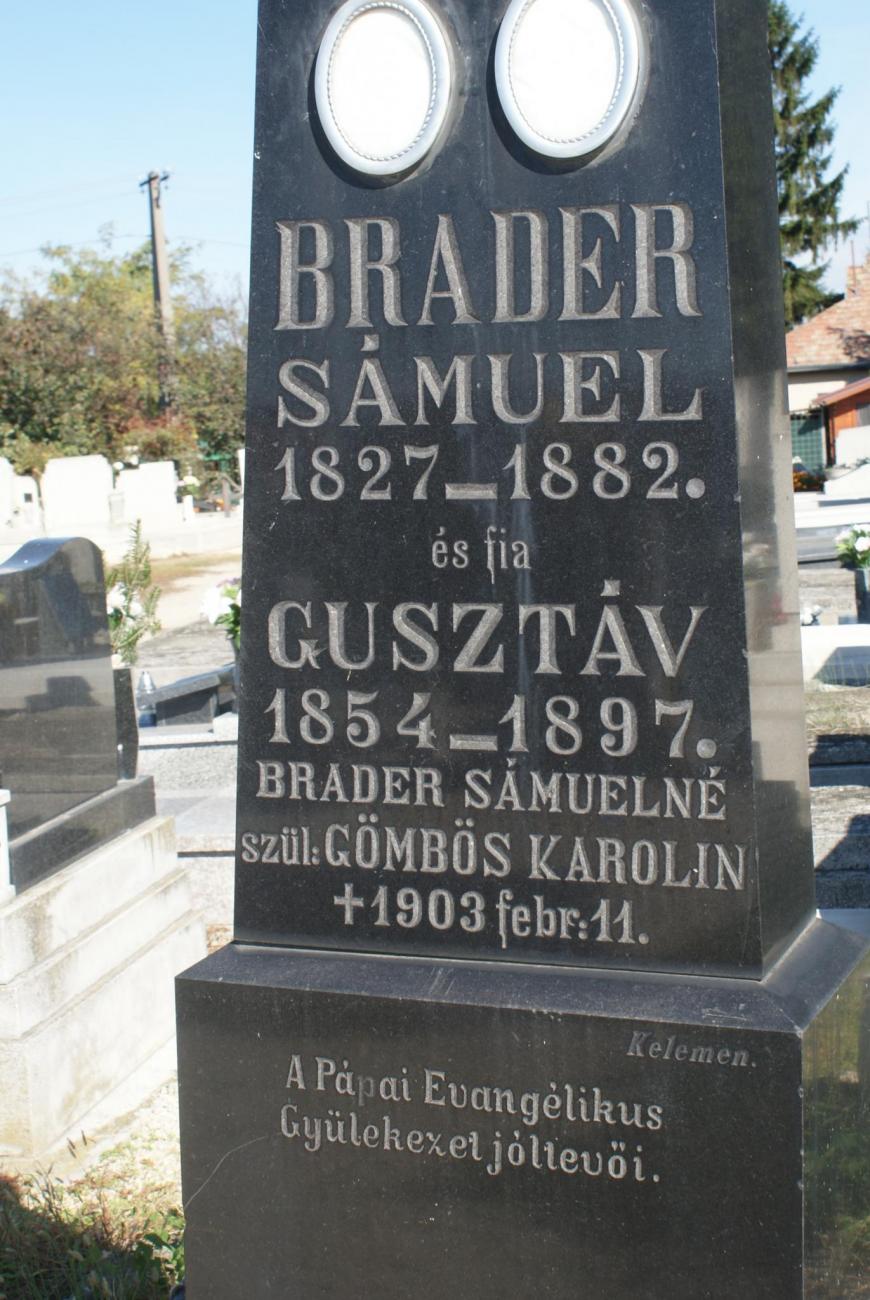 BRADER
SÁMUEL
1827_1882.
és fia
GUSZTÁV
1854_1897.
BRADER SÁMUELNÉ
szül: GÖMBÖS KAROLIN
+1903 febr: 11.
Kelemen.
A Pápai Evangélikus
Gyülekezet jóltevői.